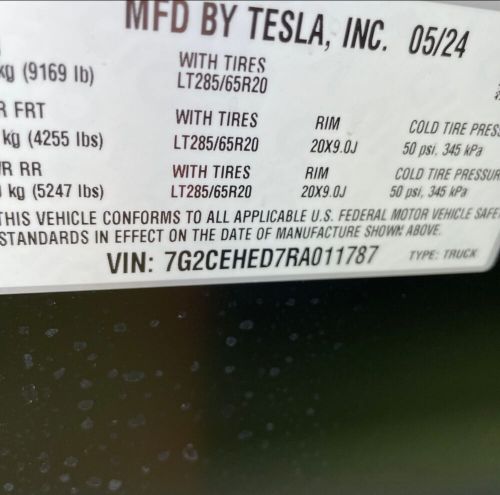 MFD BY TESLA, INC. 05/24
kg (9169 lb) WITH TIRES
LT285/65R20
R FRT WITH TIRES RIM COLD TIRE PRES
kg (4255 lbs) LT285/65R20 20X9.0J 50 psi, 345 kPa
R RR WITH TIRES RIM COLD TIRE PRESSUR
kg (5247 lbs) LT285/65R20 20X9.0J 50 psi, 345 kPa
THIS VEHICLE CONFORMS TO ALL APPLICABLE U.S. FEDERAL MOTOR VEHICLE SAFE
STANDARDS IN EFFECT ON THE DATE OF MANUFACTURE SHOWN ABOVE.
VIN: 7G2CEHED7RA011787 TYPE: TRUCK